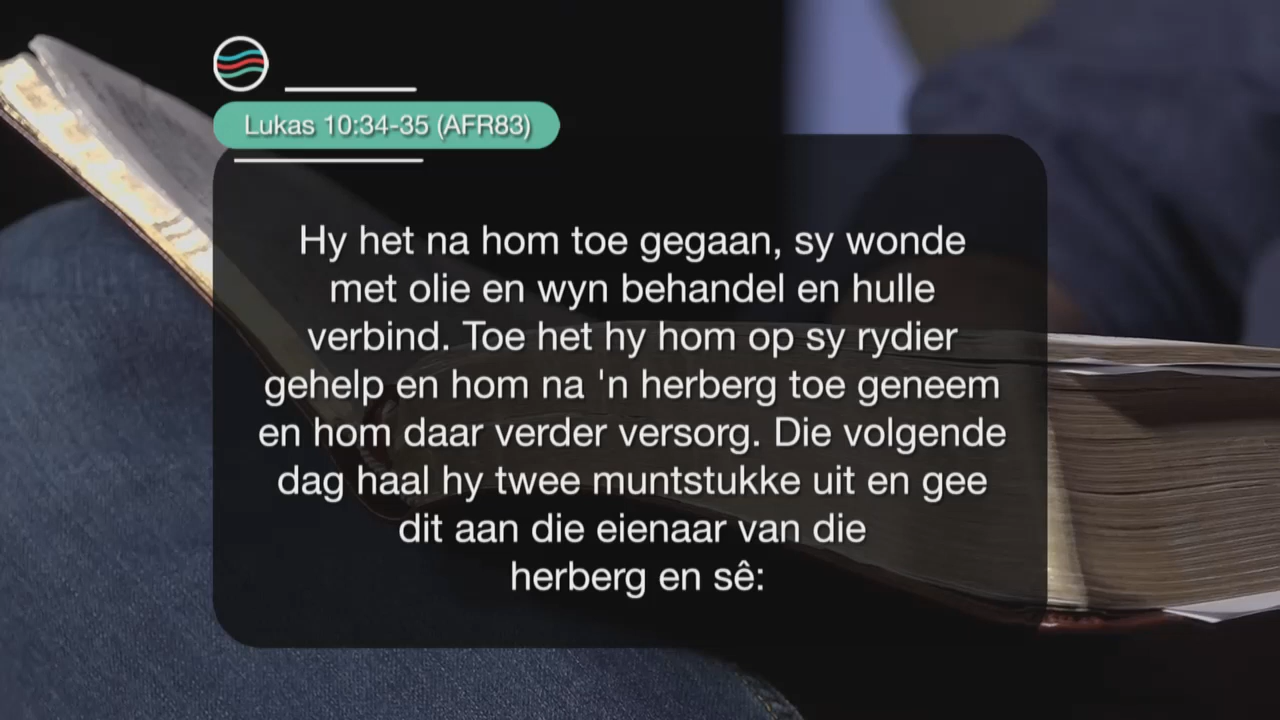 Lukas 10:34-35 (AFR83)
Hy het na hom toe gegaan, sy wonde
met olie en wyn behandel en hulle
verbind. Toe het hy hom op sy rydier
gehelp en hom na 'n herberg toe geneem
en hom daar verder versorg. Die volgende
dag haal hy twee muntstukke uit en gee
dit aan die eienaar van die
herberg en sê: